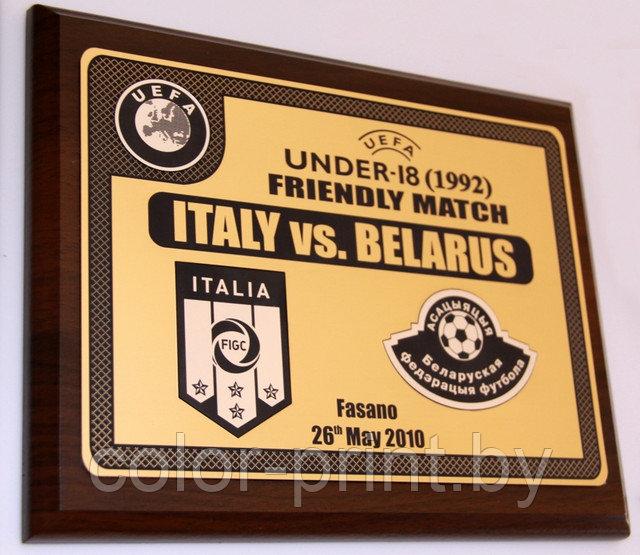 UEFA
UEFA
UNDER-18 (1992)
FRIENDLY MATCH
ITALY vs. BELARUS
ITALIA
FIGC
АСАЦЫЯЦЫЯ
Беларуская
федэрацыя футбола
Fasano
26th May 2010
color-print.by